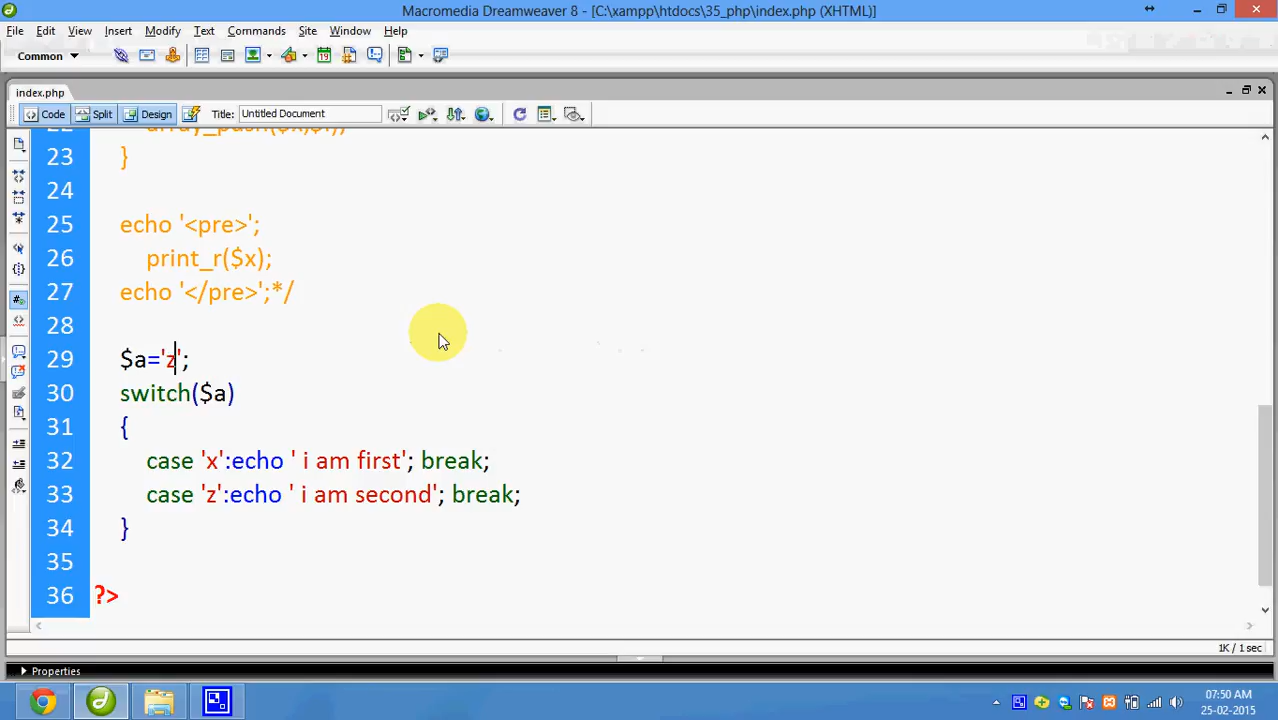 Macromedia Dreamweaver 8 - [C:\xampp\htdocs\35_php\index.php (XHTML)]
File Edit View Insert Modify Text Commands Site Window Help
Common
index.php
Code Split Design Title: Untitled Document
23 }
24
25 echo '<pre>';
26 print_r($x);
27 echo '</pre>';*/
28
29 $a='z';
30 switch($a)
31 {
32 case 'x':echo ' i am first'; break;
33 case 'z':echo ' i am second'; break;
34 }
35
36 ?>
1K / 1 sec
Properties
07:50 AM
25-02-2015